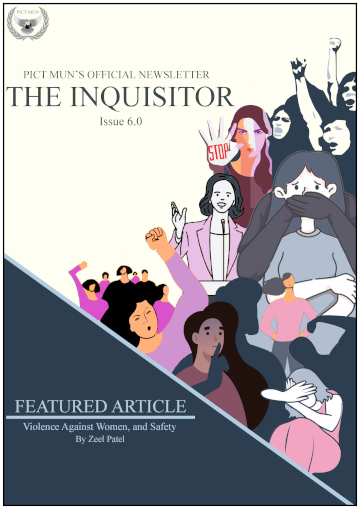 PICT MUN
PICT MUN'S OFFICIAL NEWSLETTER
THE INQUISITOR
Issue 6.0
STOP!
FEATURED ARTICLE
Violence Against Women, and Safety
By Zeel Patel